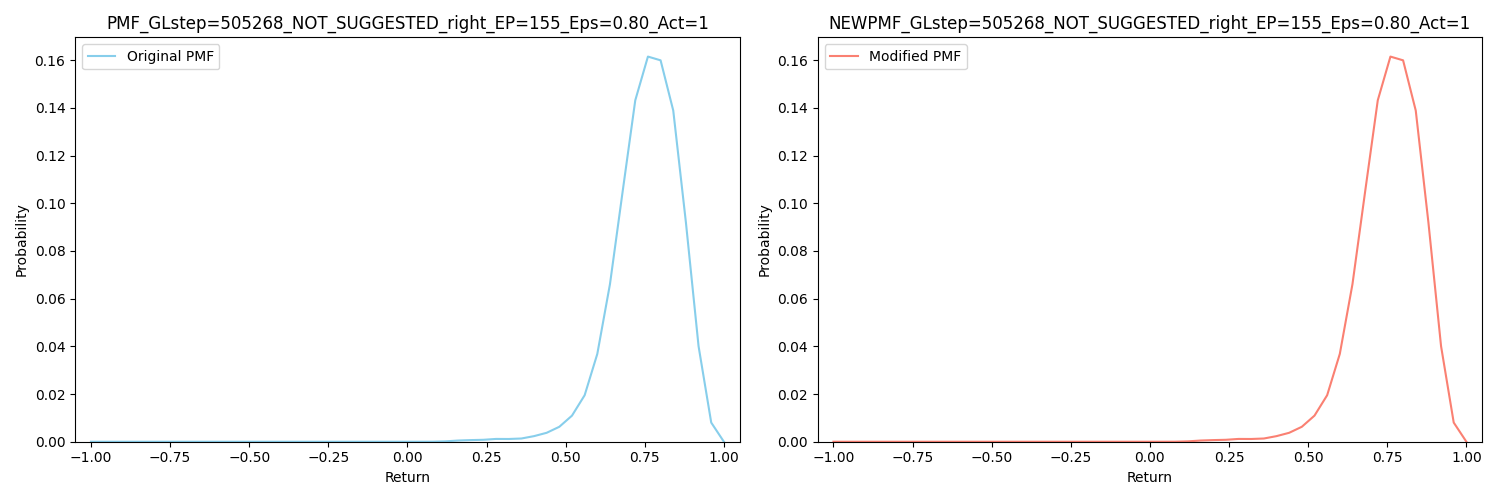 PMF_GLstep=505268_NOT_SUGGESTED_right_EP=155_Eps=0.80_Act=1
Original PMF
Probability
0.16
0.14
0.12
0.10
0.08
0.06
0.04
0.02
0.00
−1.00 −0.75 −0.50 −0.25 0.00 0.25 0.50 0.75 1.00
Return
NEWPMF_GLstep=505268_NOT_SUGGESTED_right_EP=155_Eps=0.80_Act=1
Modified PMF
Probability
0.16
0.14
0.12
0.10
0.08
0.06
0.04
0.02
0.00
−1.00 −0.75 −0.50 −0.25 0.00 0.25 0.50 0.75 1.00
Return